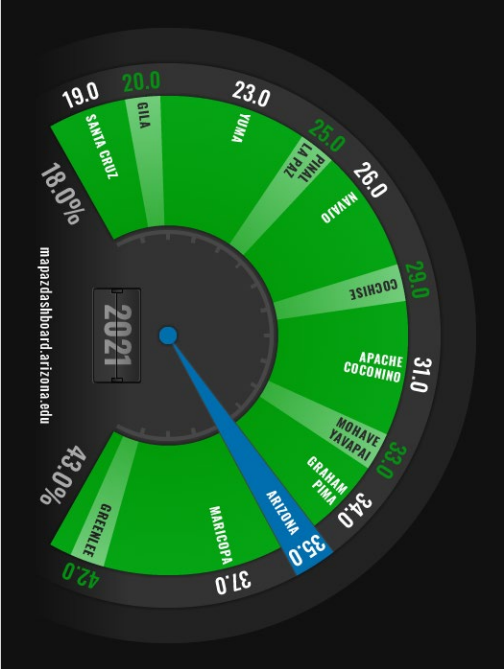 18.0%
19.0
SANTA CRUZ
20.0
GILA
23.0
YUMA
25.0
PINAL
LA PAZ
26.0
NAVAJO
29.0
COCHISE
31.0
APACHE
COCONINO
33.0
MOHAVE
YAVAPAI
34.0
GRAHAM
PIMA
35.0
ARIZONA
37.0
MARICOPA
42.0
GREENLEE
43.0%
2021
mapazdashboard.arizona.edu